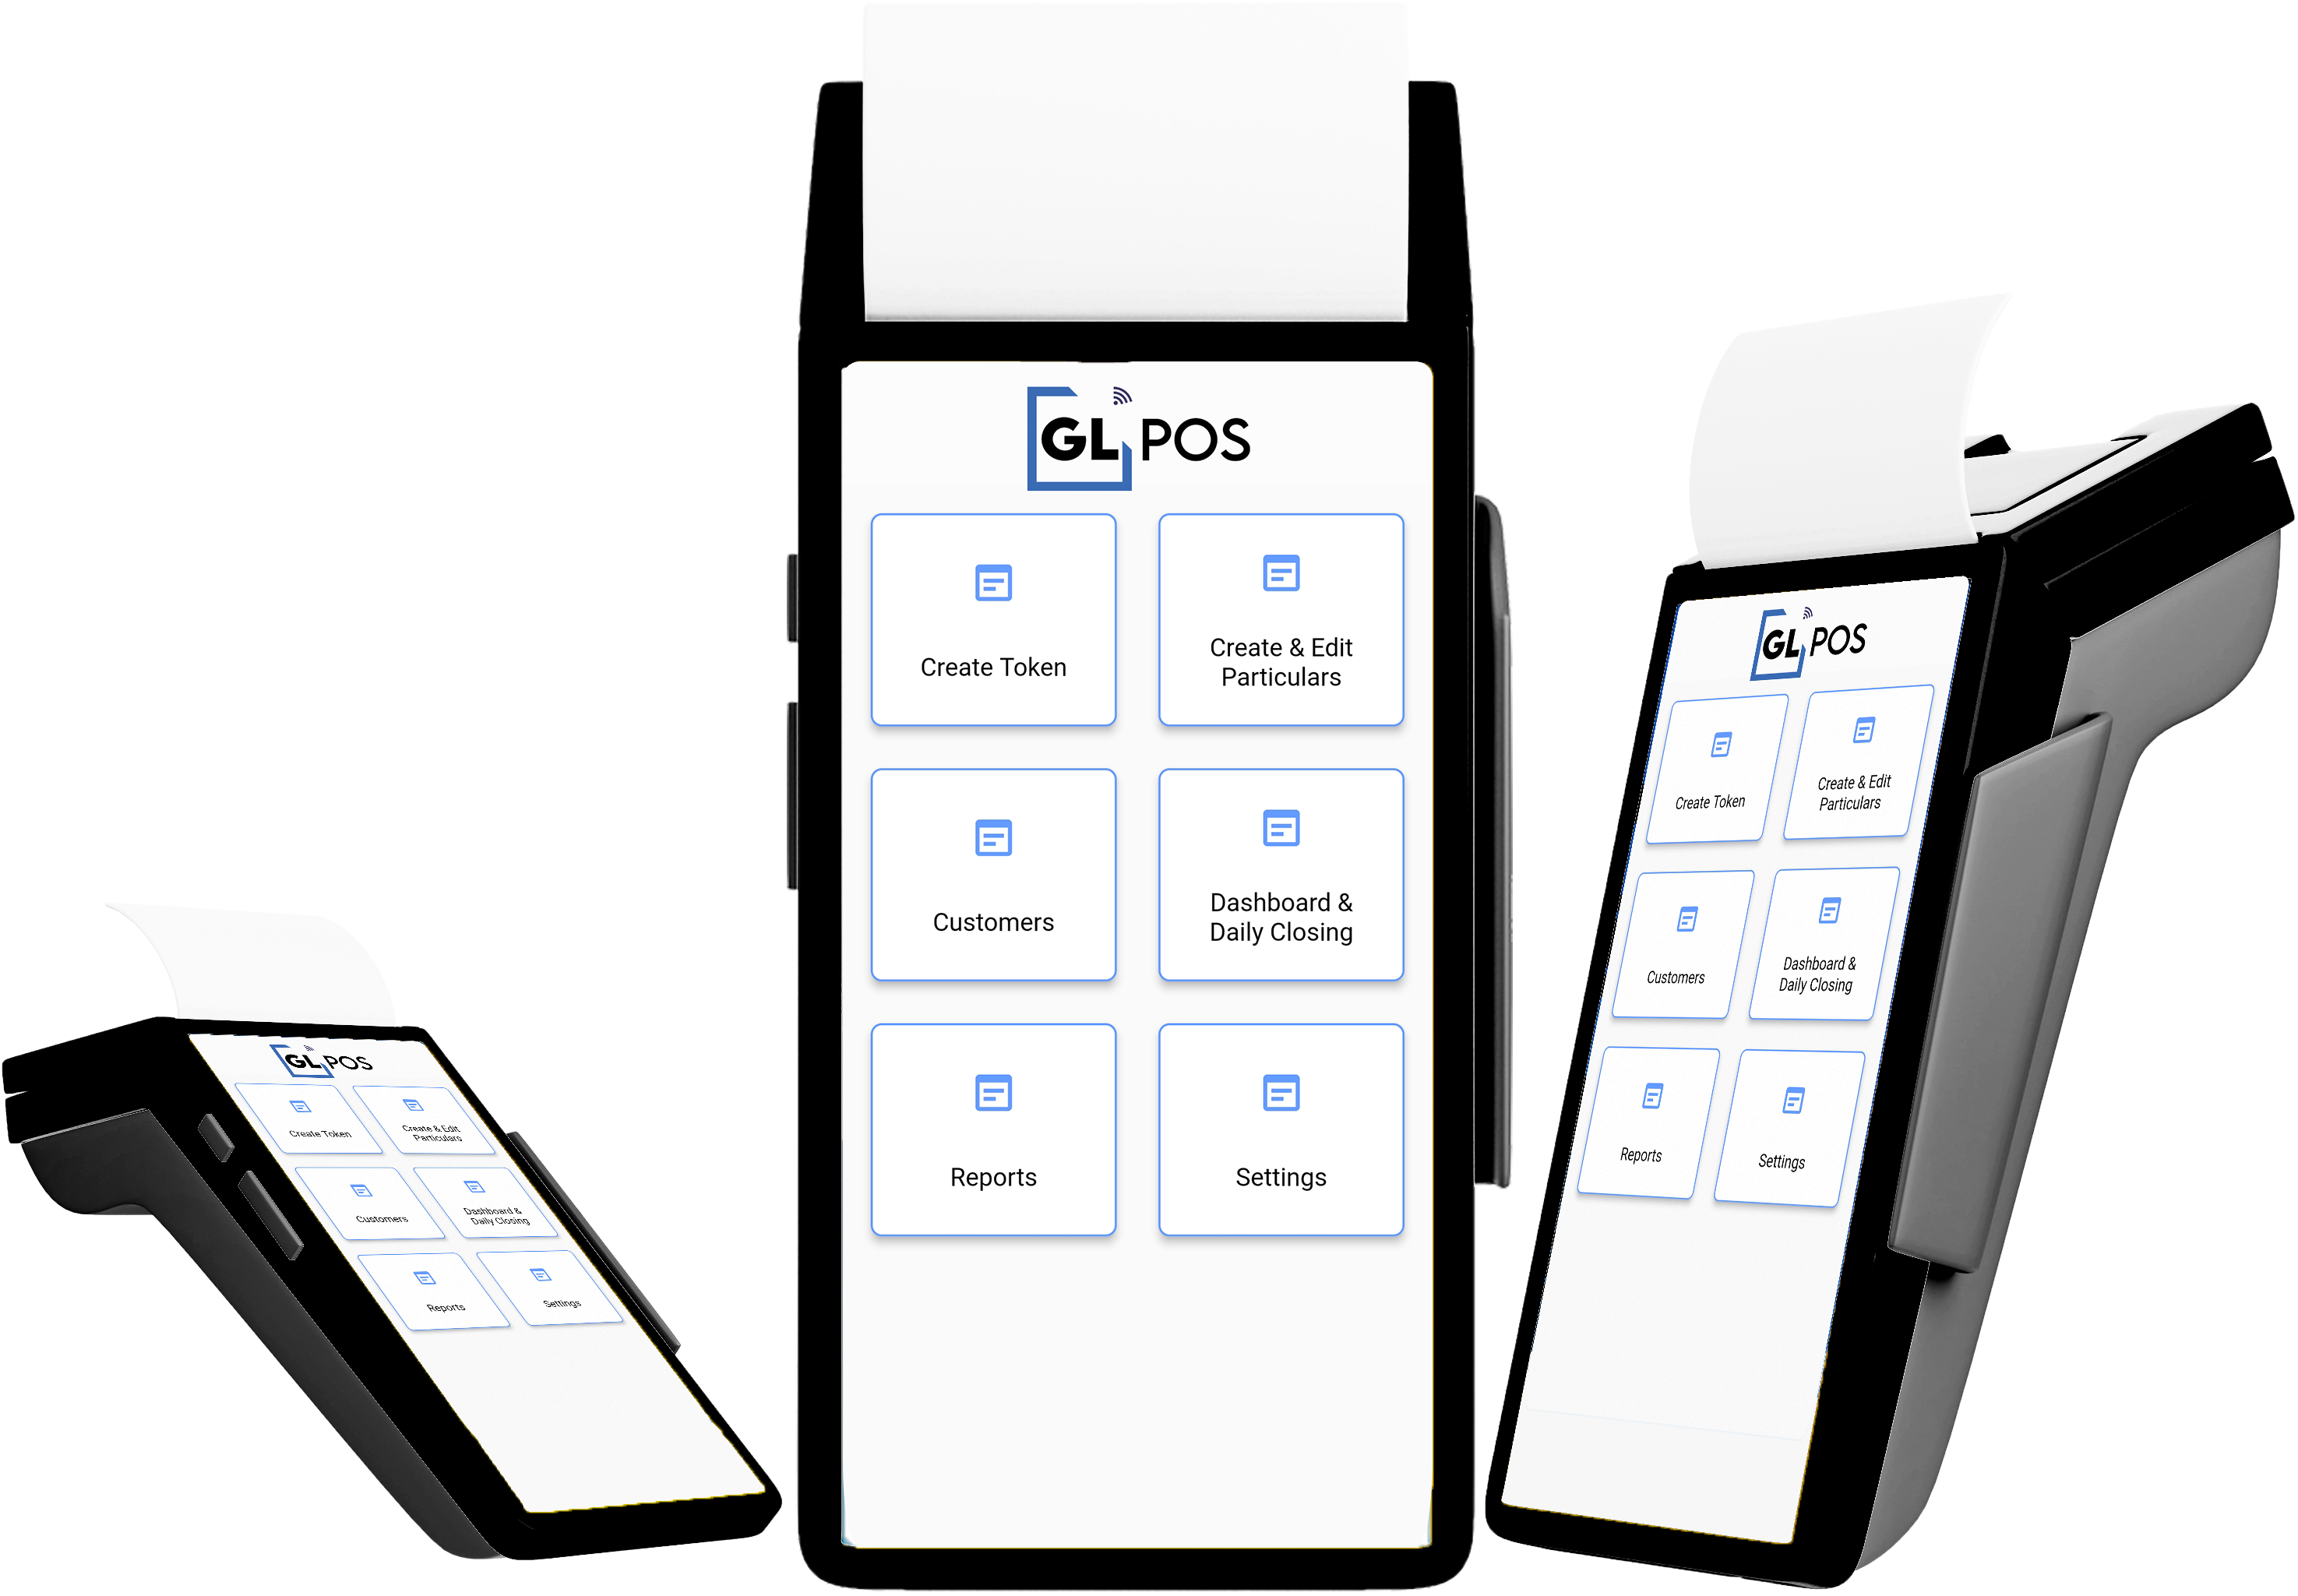 GL POS
Create Token
Create & Edit
Particulars
Customers
Dashboard &
Daily Closing
Reports
Settings
GL POS
Create Token
Create & Edit
Particulars
Customers
Dashboard &
Daily Closing
Reports
Settings
GL POS
Create Token
Create & Edit
Particulars
Customers
Dashboard &
Daily Closing
Reports
Settings